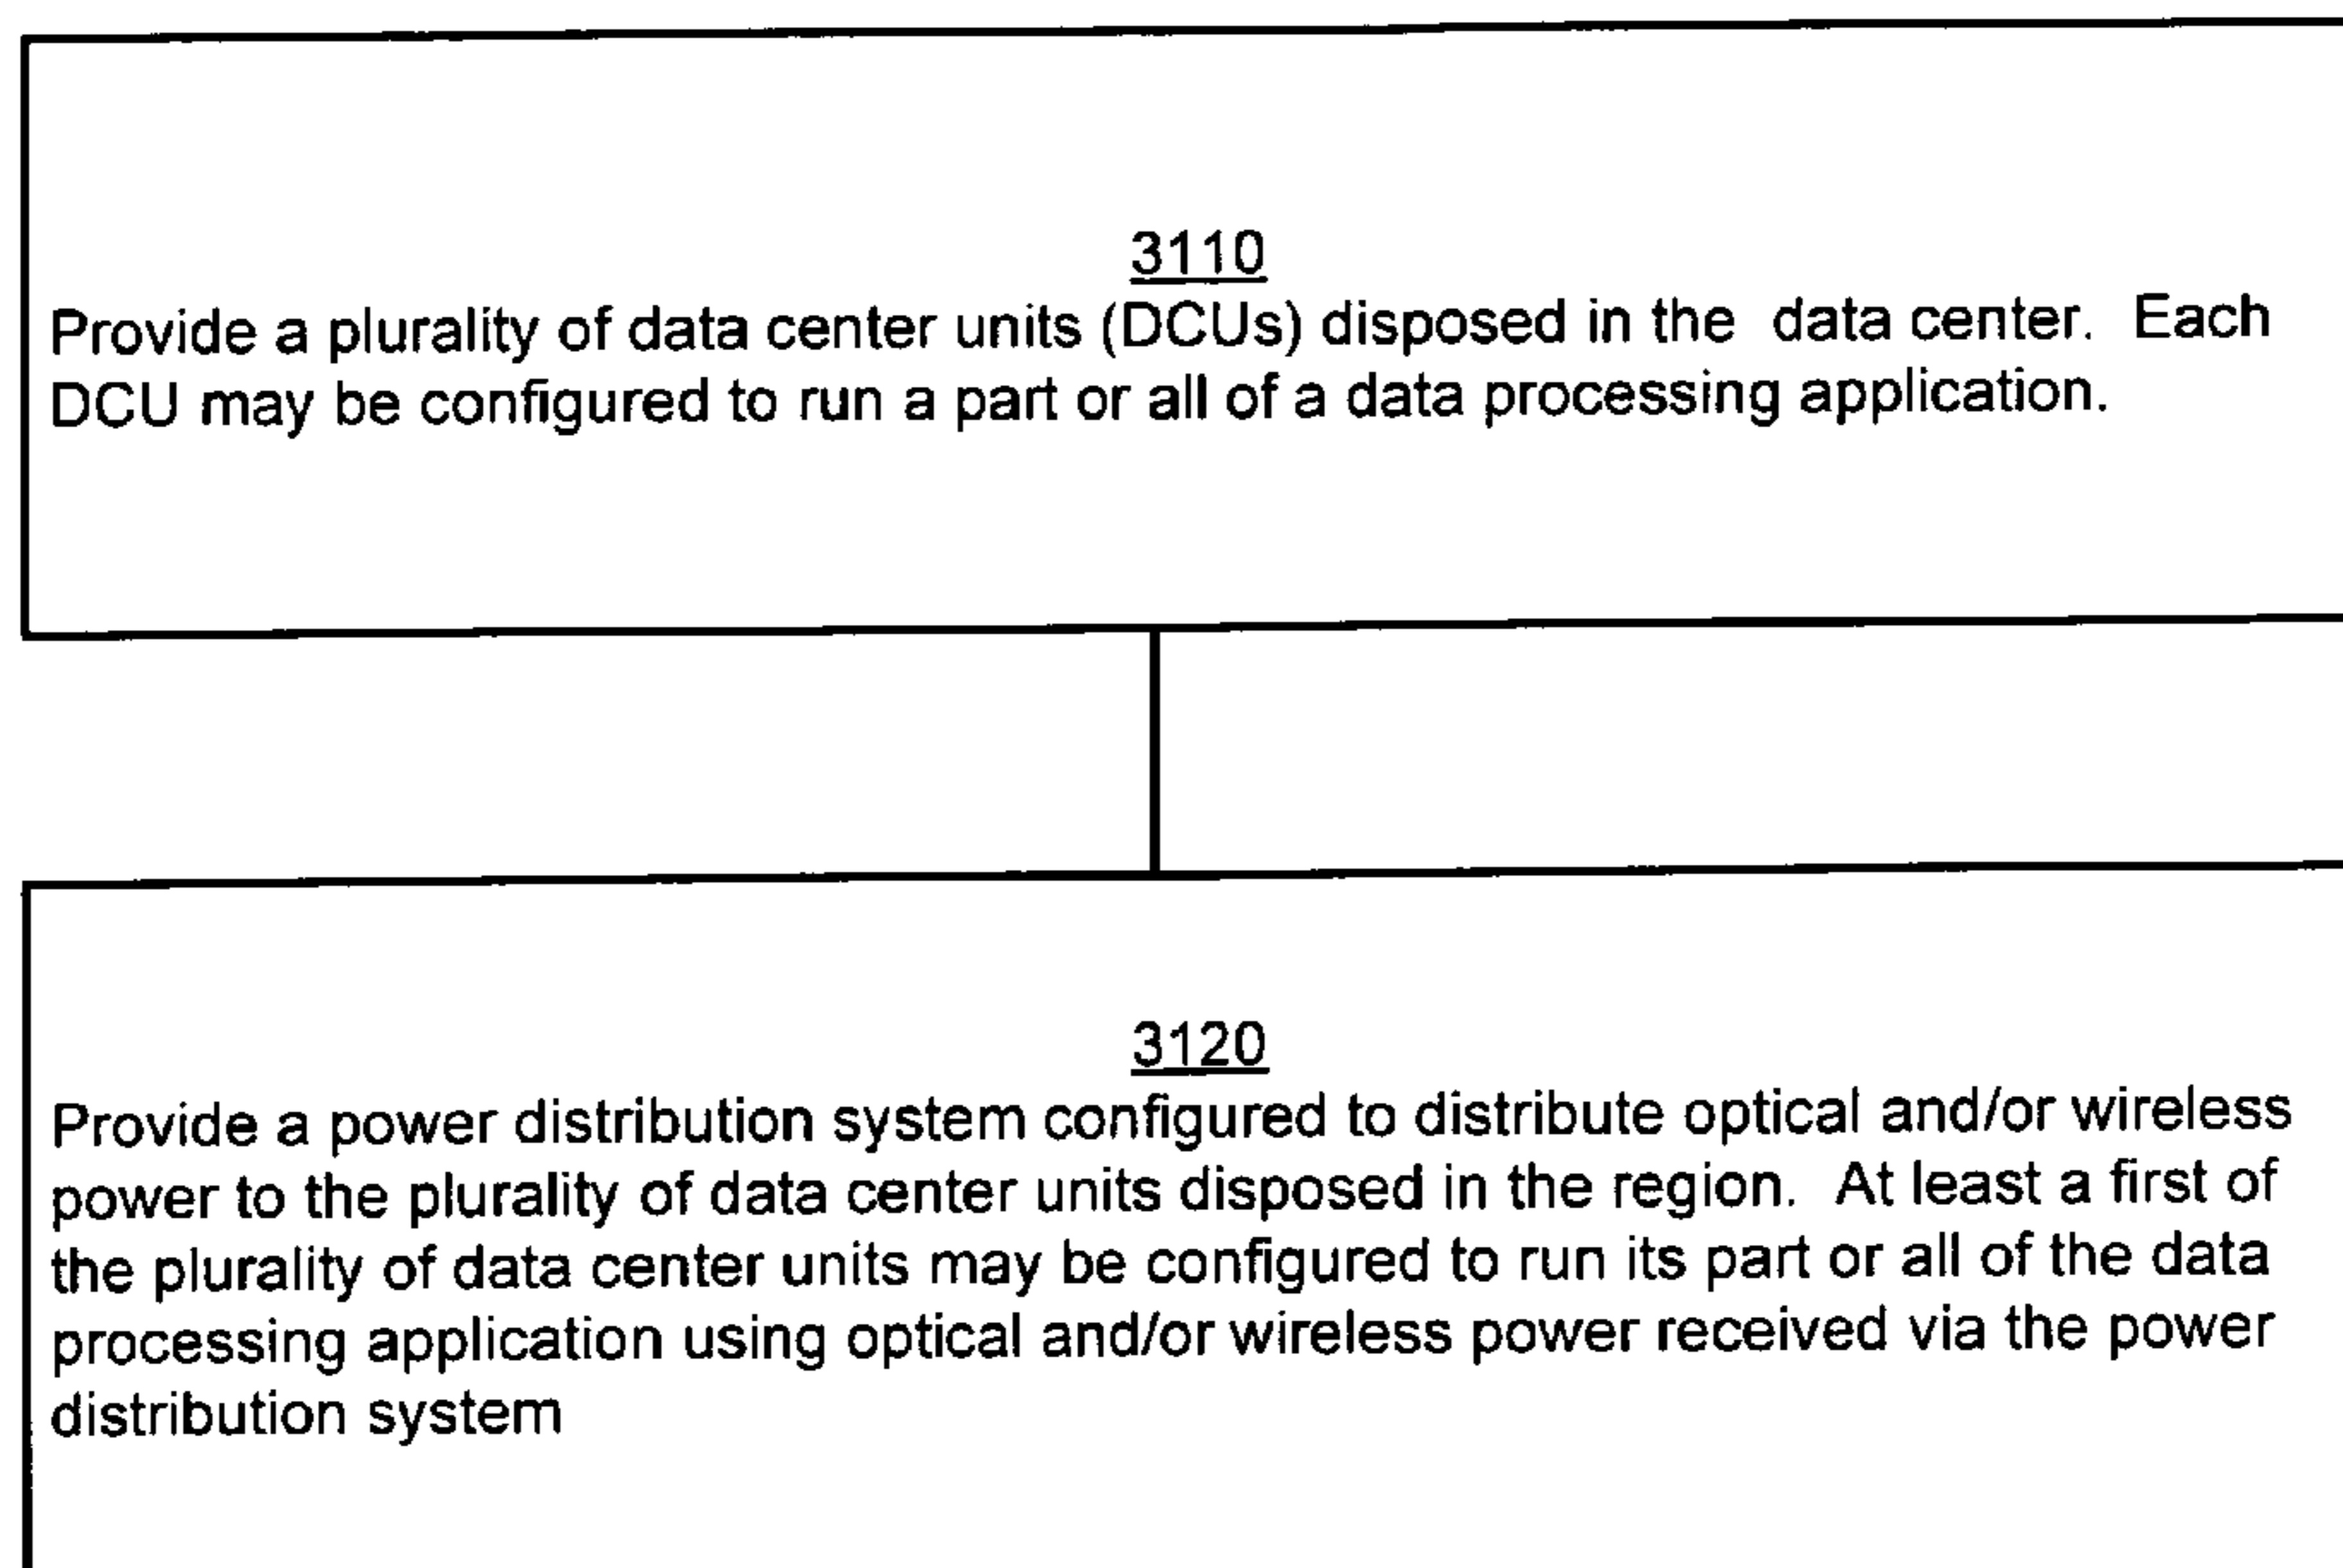 3110
Provide a plurality of data center units (DCUs) disposed in the data center. Each
DCU may be configured to run a part or all of a data processing application.
3120
Provide a power distribution system configured to distribute optical and/or wireless
power to the plurality of data center units disposed in the region. At least a first of
the plurality of data center units may be configured to run its part or all of the data
processing application using optical and/or wireless power received via the power
distribution system